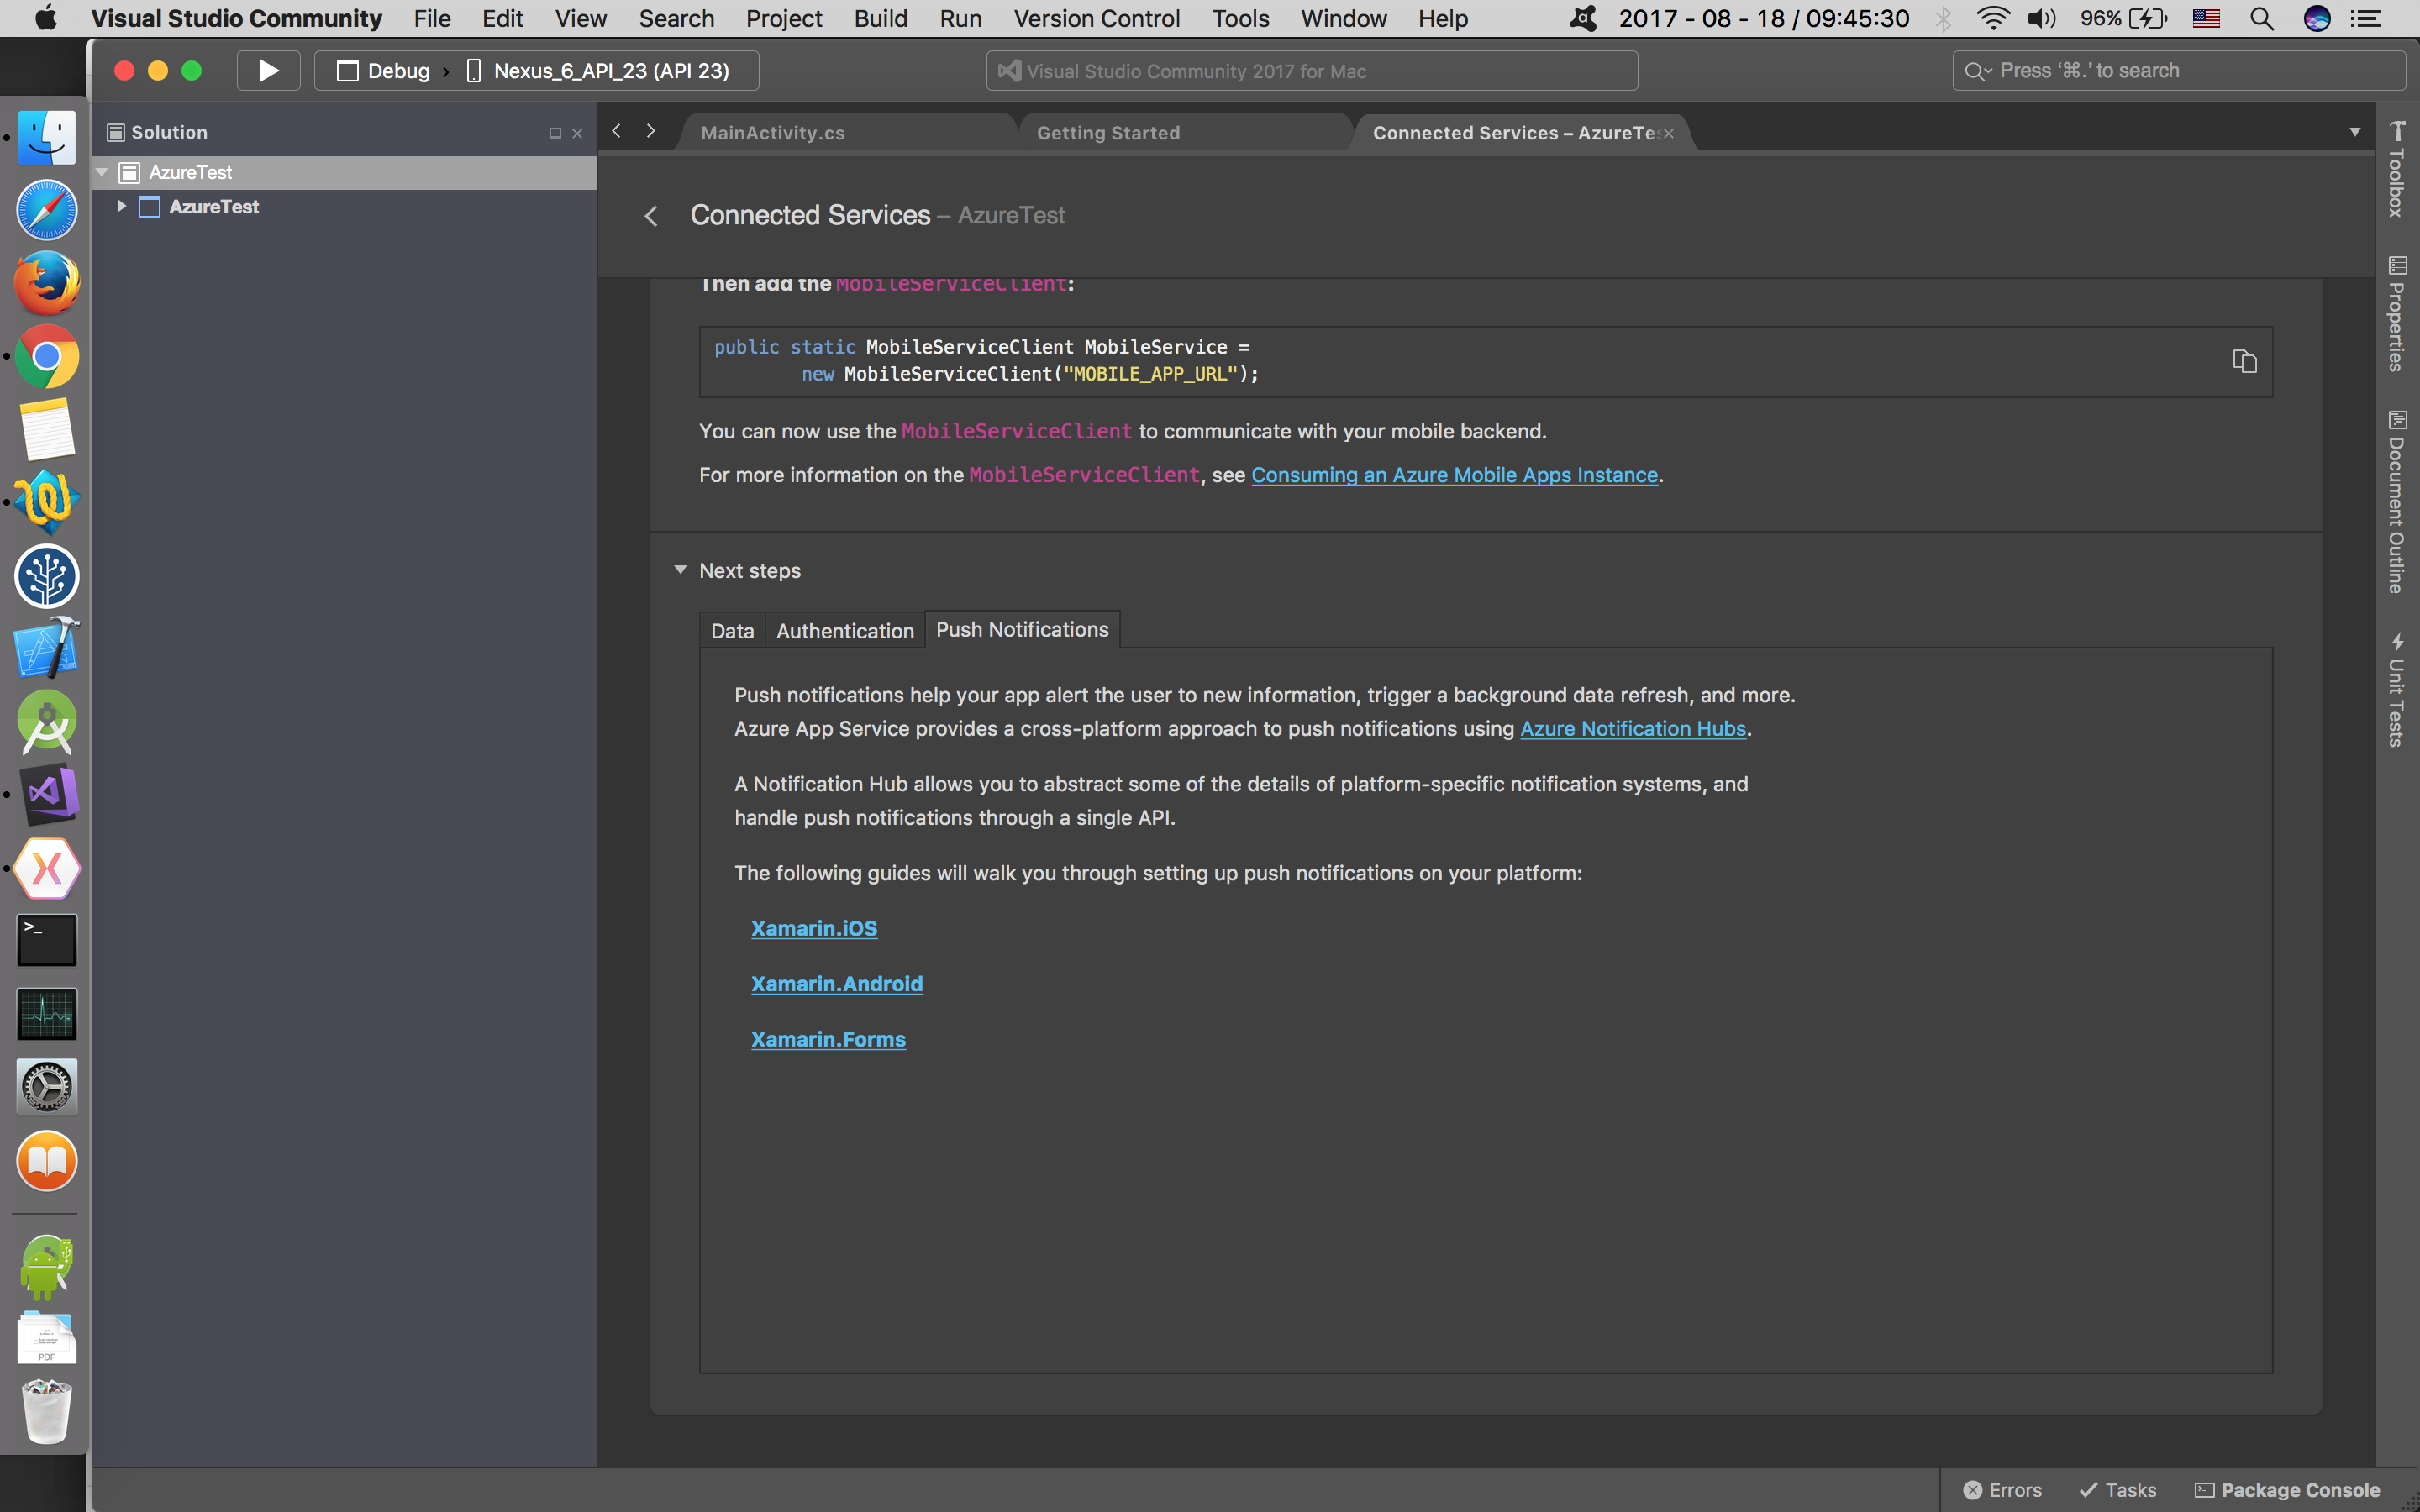 Visual Studio Community File Edit View Search Project Build Run Version Control Tools Window Help 2017 - 08 - 18 / 09:45:30 96%
Debug › Nexus_6_API_23 (API 23) Visual Studio Community 2017 for Mac Press ‘⌘.’ to search
Solution
MainActivity.cs Getting Started Connected Services – AzureTes
AzureTest
AzureTest
Connected Services – AzureTest
Then add the MobileServiceClient:
public static MobileServiceClient MobileService =
new MobileServiceClient("MOBILE_APP_URL");
You can now use the MobileServiceClient to communicate with your mobile backend.
For more information on the MobileServiceClient, see Consuming an Azure Mobile Apps Instance.
Next steps
Data Authentication Push Notifications
Push notifications help your app alert the user to new information, trigger a background data refresh, and more.
Azure App Service provides a cross-platform approach to push notifications using Azure Notification Hubs.
A Notification Hub allows you to abstract some of the details of platform-specific notification systems, and
handle push notifications through a single API.
The following guides will walk you through setting up push notifications on your platform:
Xamarin.iOS
Xamarin.Android
Xamarin.Forms
Toolbox
Properties
Document Outline
Unit Tests
>_
PDF
Errors Tasks Package Console